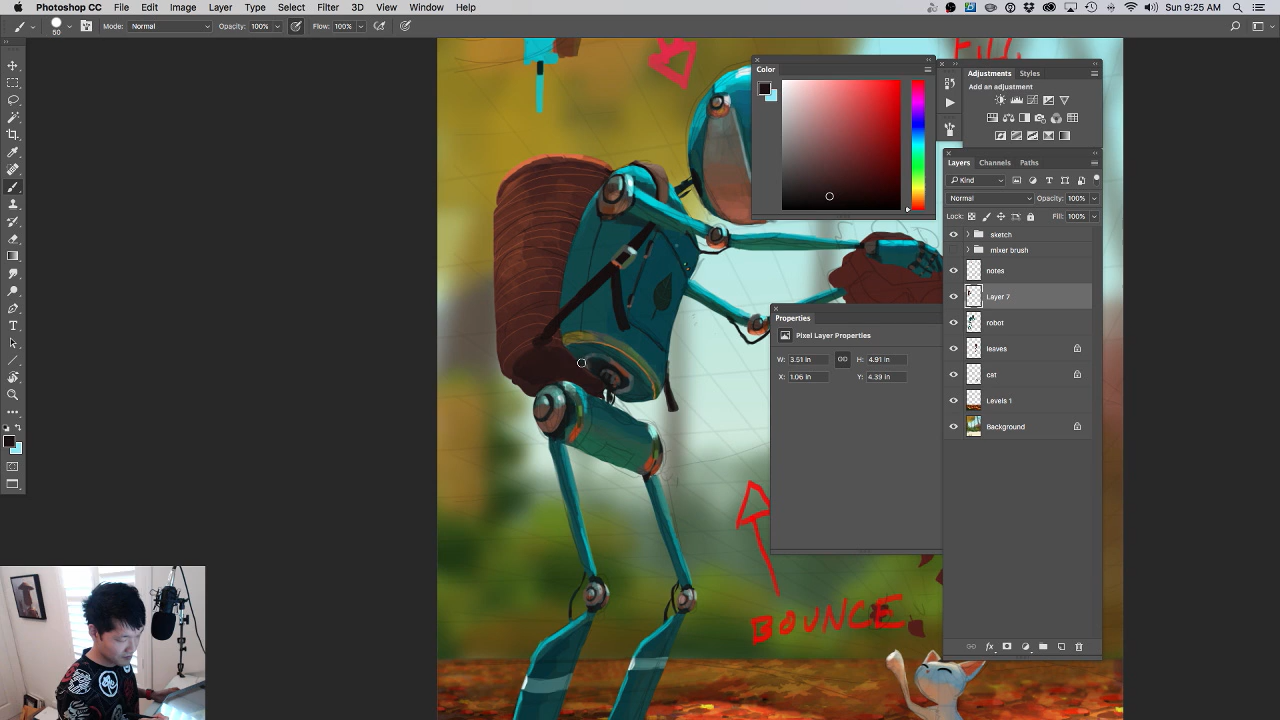 Photoshop CC File Edit Image Layer Type Select Filter 3D View Window Help
Sun 9:25 AM
50 Mode: Normal Opacity: 100% Flow: 100%
Color
Adjustments Styles
Add an adjustment
Layers Channels Paths
Kind
Normal Opacity: 100%
Lock: Fill: 100%
sketch
mixer brush
notes
Layer 7
robot
leaves
cat
Levels 1
Background
Properties
Pixel Layer Properties
W: 3.51 in H: 4.91 in
X: 1.06 in Y: 4.39 in
BOUNCE
fx